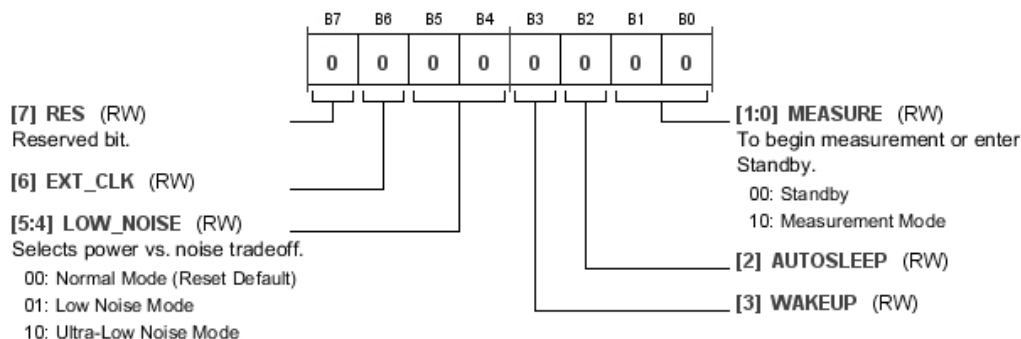 B7 B6 B5 B4 B3 B2 B1 B0
0 0 0 0 0 0 0 0
[7] RES (RW)
Reserved bit.
[6] EXT_CLK (RW)
[5:4] LOW_NOISE (RW)
Selects power vs. noise tradeoff.
00: Normal Mode (Reset Default)
01: Low Noise Mode
10: Ultra-Low Noise Mode
[1:0] MEASURE (RW)
To begin measurement or enter
Standby.
00: Standby
10: Measurement Mode
[2] AUTOSLEEP (RW)
[3] WAKEUP (RW)